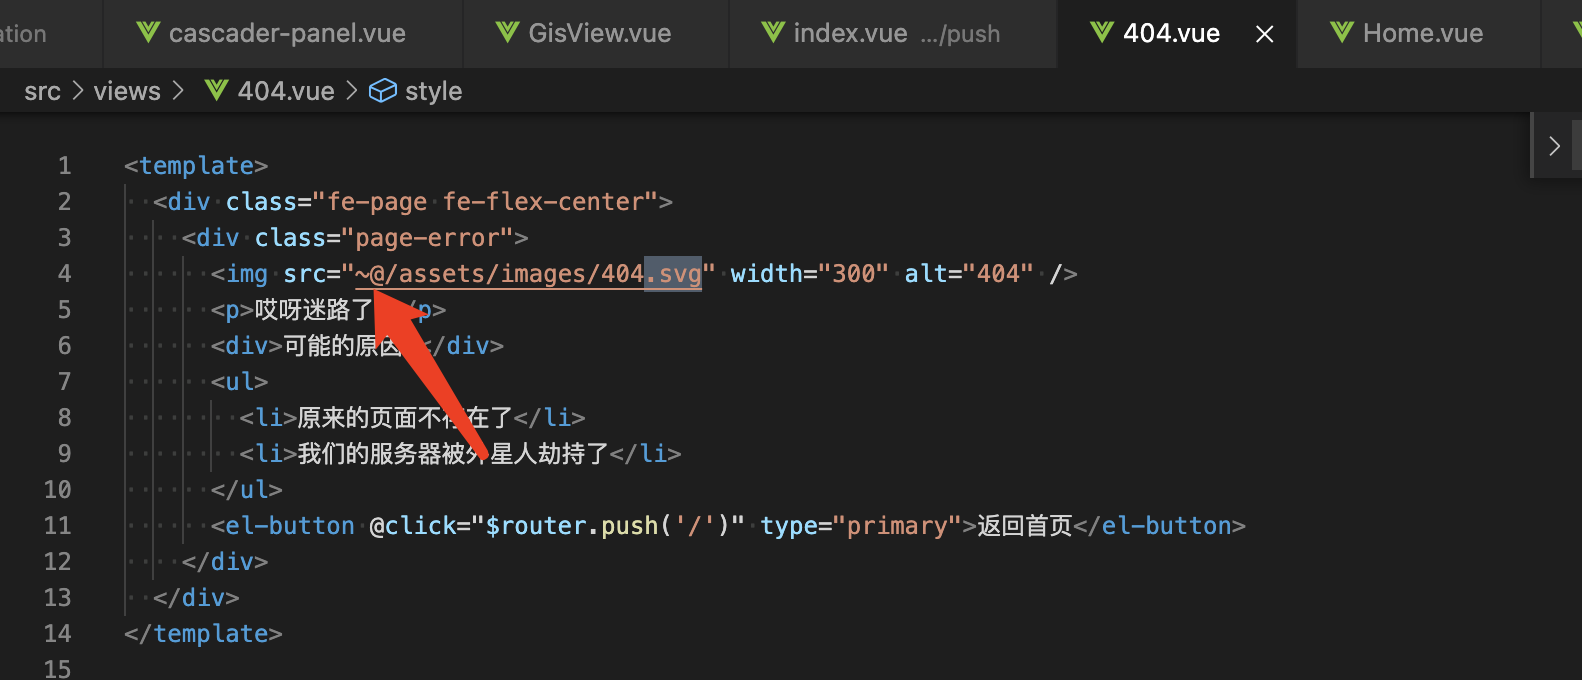 ation cascader-panel.vue GisView.vue index.vue .../push 404.vue Home.vue
src > views > 404.vue > style
1 <template>
2 <div class="fe-page fe-flex-center">
3 <div class="page-error">
4 <img src="~@/assets/images/404.svg" width="300" alt="404" />
5 <p>哎呀迷路了 /p>
6 <div>可能的原因 </div>
7 <ul>
8 <li>原来的页面不存在了</li>
9 <li>我们的服务器被外星人劫持了</li>
10 </ul>
11 <el-button @click="$router.push('/')" type="primary">返回首页</el-button>
12 </div>
13 </div>
14 </template>
15